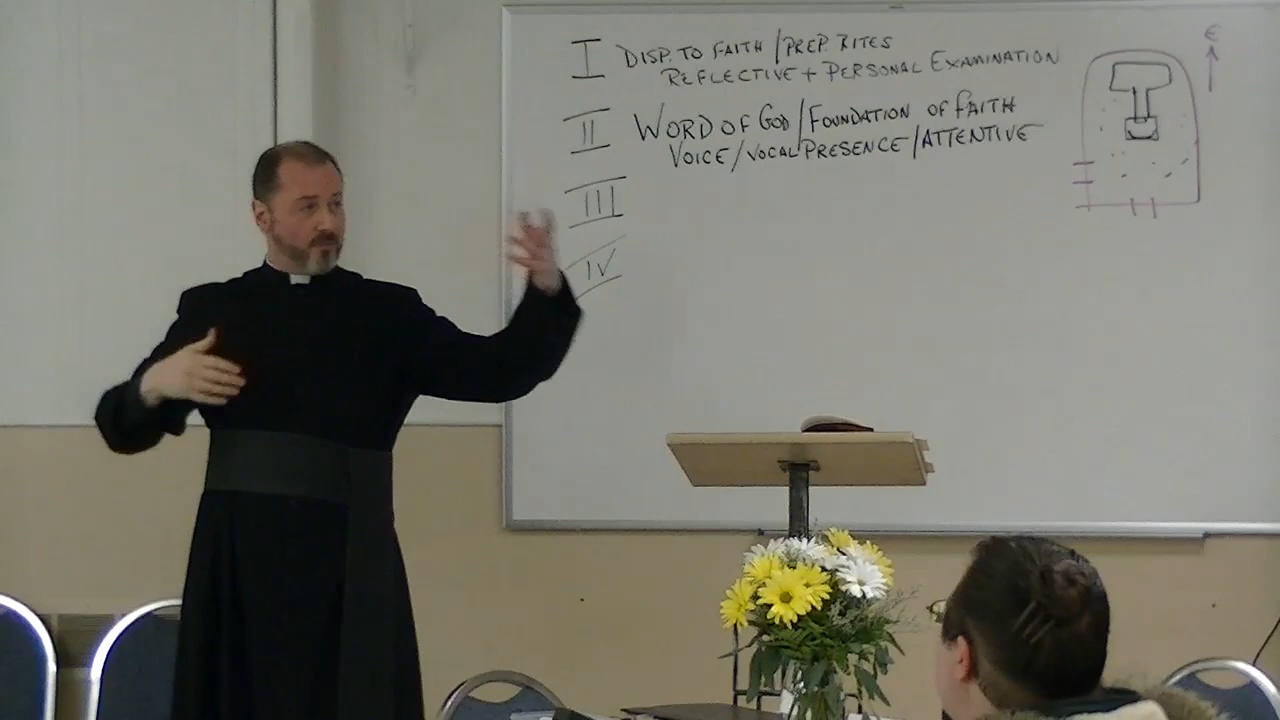 I DISP. TO FAITH / PREP. RITES
REFLECTIVE + PERSONAL EXAMINATION
II WORD OF GOD / FOUNDATION OF FAITH
VOICE / VOCAL PRESENCE / ATTENTIVE
III
IV
E